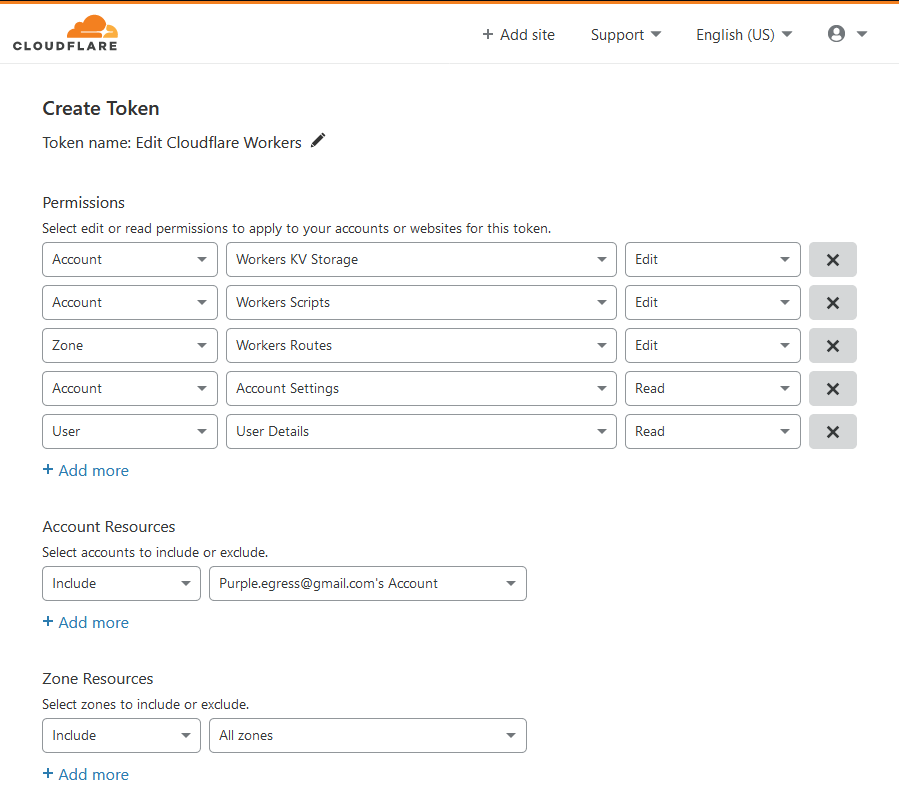 CLOUDFLARE
+ Add site Support English (US)
Create Token
Token name: Edit Cloudflare Workers
Permissions
Select edit or read permissions to apply to your accounts or websites for this token.
Account Workers KV Storage Edit
Account Workers Scripts Edit
Zone Workers Routes Edit
Account Account Settings Read
User User Details Read
+ Add more
Account Resources
Select accounts to include or exclude.
Include Purple.egress@gmail.com's Account
+ Add more
Zone Resources
Select zones to include or exclude.
Include All zones
+ Add more